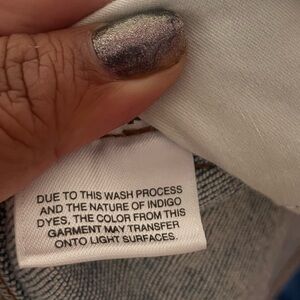 DUE TO THIS WASH PROCESS
AND THE NATURE OF INDIGO
DYES, THE COLOR FROM THIS
GARMENT MAY TRANSFER
ONTO LIGHT SURFACES.